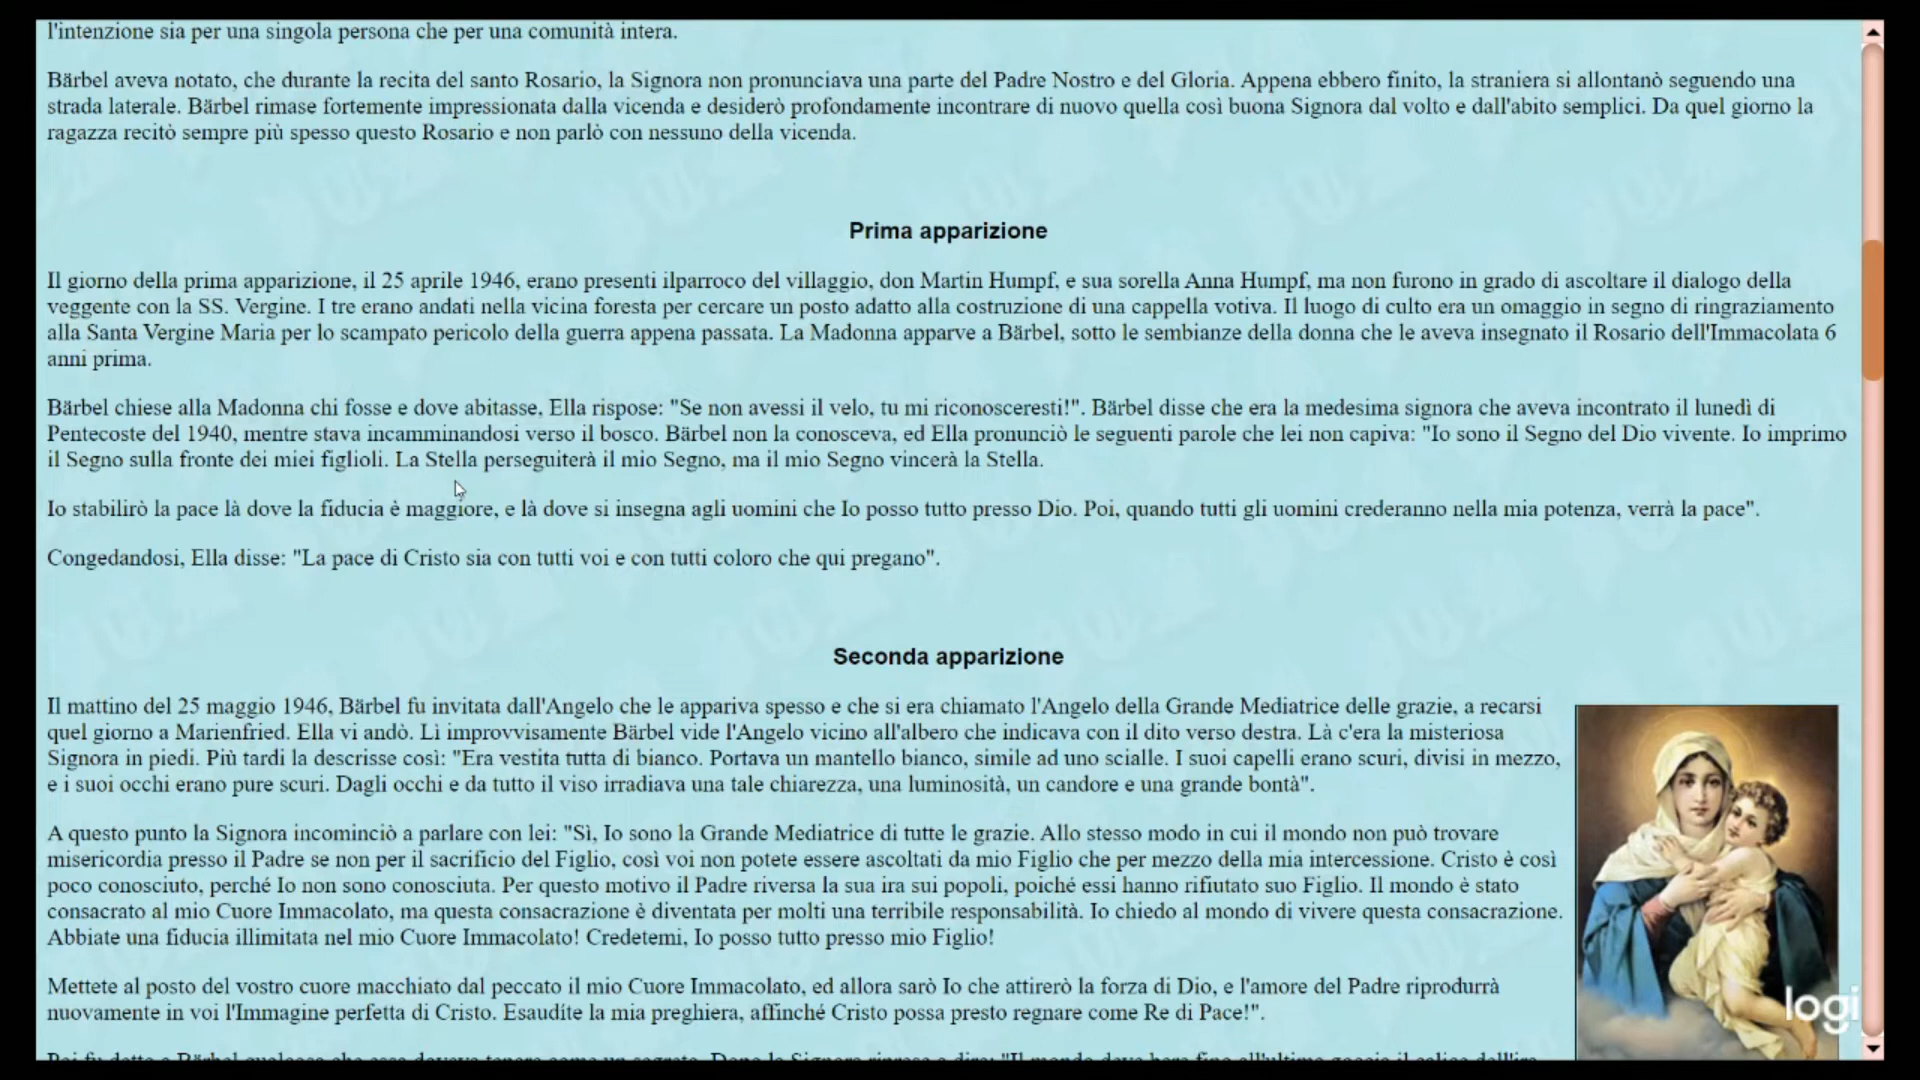 l'intenzione sia per una singola persona che per una comunità intera.
Bärbel aveva notato, che durante la recita del santo Rosario, la Signora non pronunciava una parte del Padre Nostro e del Gloria. Appena ebbero finito, la straniera si allontanò seguendo una
strada laterale. Bärbel rimase fortemente impressionata dalla vicenda e desiderò profondamente incontrare di nuovo quella così buona Signora dal volto e dall'abito semplici. Da quel giorno la
ragazza recitò sempre più spesso questo Rosario e non parlò con nessuno della vicenda.
Prima apparizione
Il giorno della prima apparizione, il 25 aprile 1946, erano presenti ilparroco del villaggio, don Martin Humpf, e sua sorella Anna Humpf, ma non furono in grado di ascoltare il dialogo della
veggente con la SS. Vergine. I tre erano andati nella vicina foresta per cercare un posto adatto alla costruzione di una cappella votiva. Il luogo di culto era un omaggio in segno di ringraziamento
alla Santa Vergine Maria per lo scampato pericolo della guerra appena passata. La Madonna apparve a Bärbel, sotto le sembianze della donna che le aveva insegnato il Rosario dell'Immacolata 6
anni prima.
Bärbel chiese alla Madonna chi fosse e dove abitasse, Ella rispose: "Se non avessi il velo, tu mi riconosceresti!". Bärbel disse che era la medesima signora che aveva incontrato il lunedì di
Pentecoste del 1940, mentre stava incamminandosi verso il bosco. Bärbel non la conosceva, ed Ella pronunciò le seguenti parole che lei non capiva: "Io sono il Segno del Dio vivente. Io imprimo
il Segno sulla fronte dei miei figlioli. La Stella perseguiterà il mio Segno, ma il mio Segno vincerà la Stella.
Io stabilirò la pace là dove la fiducia è maggiore, e là dove si insegna agli uomini che Io posso tutto presso Dio. Poi, quando tutti gli uomini crederanno nella mia potenza, verrà la pace".
Congedandosi, Ella disse: "La pace di Cristo sia con tutti voi e con tutti coloro che qui pregano".
Seconda apparizione
Il mattino del 25 maggio 1946, Bärbel fu invitata dall'Angelo che le appariva spesso e che si era chiamato l'Angelo della Grande Mediatrice delle grazie, a recarsi
quel giorno a Marienfried. Ella vi andò. Lì improvvisamente Bärbel vide l'Angelo vicino all'albero che indicava con il dito verso destra. Là c'era la misteriosa
Signora in piedi. Più tardi la descrisse così: "Era vestita tutta di bianco. Portava un mantello bianco, simile ad uno scialle. I suoi capelli erano scuri, divisi in mezzo,
e i suoi occhi erano pure scuri. Dagli occhi e da tutto il viso irradiava una tale chiarezza, una luminosità, un candore e una grande bontà".
A questo punto la Signora incominciò a parlare con lei: "Sì, Io sono la Grande Mediatrice di tutte le grazie. Allo stesso modo in cui il mondo non può trovare
misericordia presso il Padre se non per il sacrificio del Figlio, così voi non potete essere ascoltati da mio Figlio che per mezzo della mia intercessione. Cristo è così
poco conosciuto, perché Io non sono conosciuta. Per questo motivo il Padre riversa la sua ira sui popoli, poiché essi hanno rifiutato suo Figlio. Il mondo è stato
consacrato al mio Cuore Immacolato, ma questa consacrazione è diventata per molti una terribile responsabilità. Io chiedo al mondo di vivere questa consacrazione.
Abbiate una fiducia illimitata nel mio Cuore Immacolato! Credetemi, Io posso tutto presso mio Figlio!
Mettete al posto del vostro cuore macchiato dal peccato il mio Cuore Immacolato, ed allora sarò Io che attirerò la forza di Dio, e l'amore del Padre riprodurrà
nuovamente in voi l'Immagine perfetta di Cristo. Esaudite la mia preghiera, affinché Cristo possa presto regnare come Re di Pace!".
logi